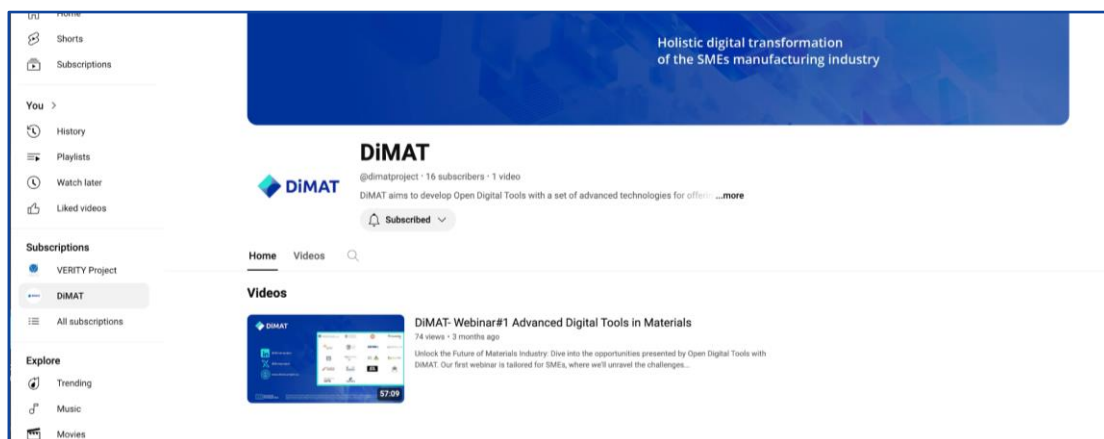 Home
Shorts
Subscriptions
You >
History
Playlists
Watch later
Liked videos
Subscriptions
VERITY Project
DiMAT
All subscriptions
Explore
Trending
Music
Movies
Holistic digital transformation
of the SMEs manufacturing industry
DiMAT
DiMAT
@dimatproject · 16 subscribers · 1 video
DiMAT aims to develop Open Digital Tools with a set of advanced technologies for offering ...more
Subscribed
Home Videos
Videos
DiMAT
57:09
DiMAT- Webinar#1 Advanced Digital Tools in Materials
74 views · 3 months ago
Unlock the Future of Materials Industry: Dive into the opportunities presented by Open Digital Tools with
DiMAT. Our first webinar is tailored for SMEs, where we'll unravel the challenges...